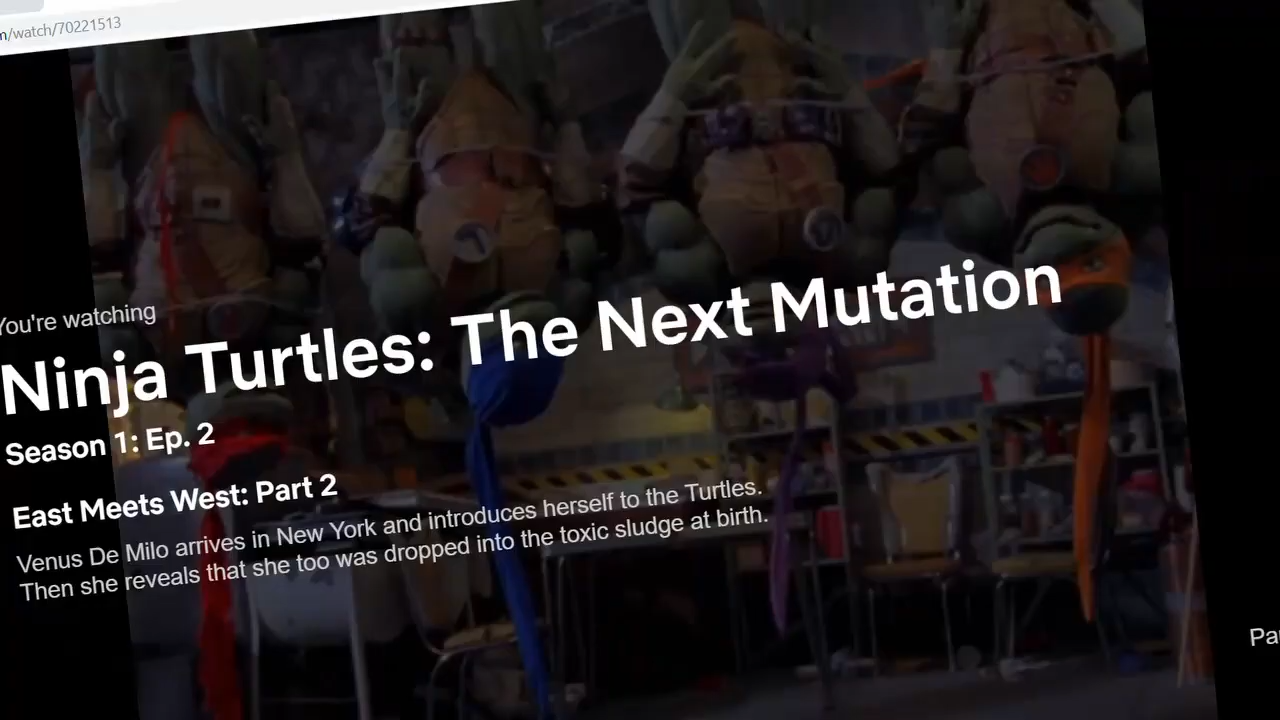 m/watch/70221513
You're watching
Ninja Turtles: The Next Mutation
Season 1: Ep. 2
East Meets West: Part 2
Venus De Milo arrives in New York and introduces herself to the Turtles.
Then she reveals that she too was dropped into the toxic sludge at birth.